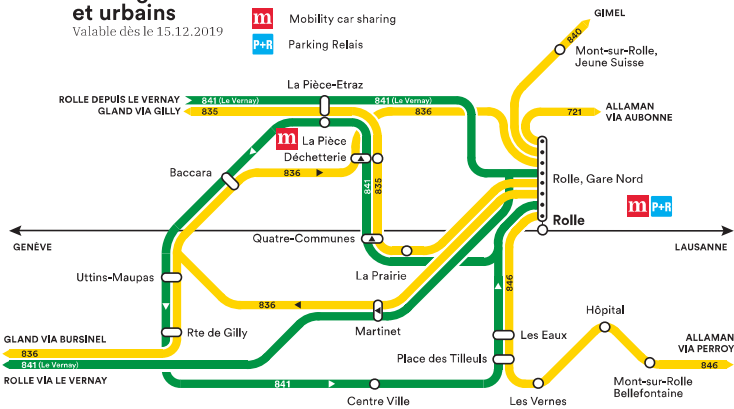 et urbains
Valable dès le 15.12.2019
m Mobility car sharing
P+R Parking Relais
GIMEL
840
Mont-sur-Rolle,
Jeune Suisse
La Pièce-Etraz
ROLLE DEPUIS LE VERNAY
841 (Le Vernay)
841 (Le Vernay)
GLAND VIA GILLY
835
836
721
ALLAMAN
VIA AUBONNE
m La Pièce
Déchetterie
Baccara
836
841
835
Rolle, Gare Nord
m P+R
Rolle
GENÈVE
Quatre-Communes
LAUSANNE
La Prairie
Uttins-Maupas
846
836
Hôpital
Rte de Gilly
Martinet
Les Eaux
GLAND VIA BURSINEL
836
841 (Le Vernay)
ROLLE VIA LE VERNAY
Place des Tilleuls
ALLAMAN
VIA PERROY
846
841
Centre Ville
Les Vernes
Mont-sur-Rolle
Bellefontaine